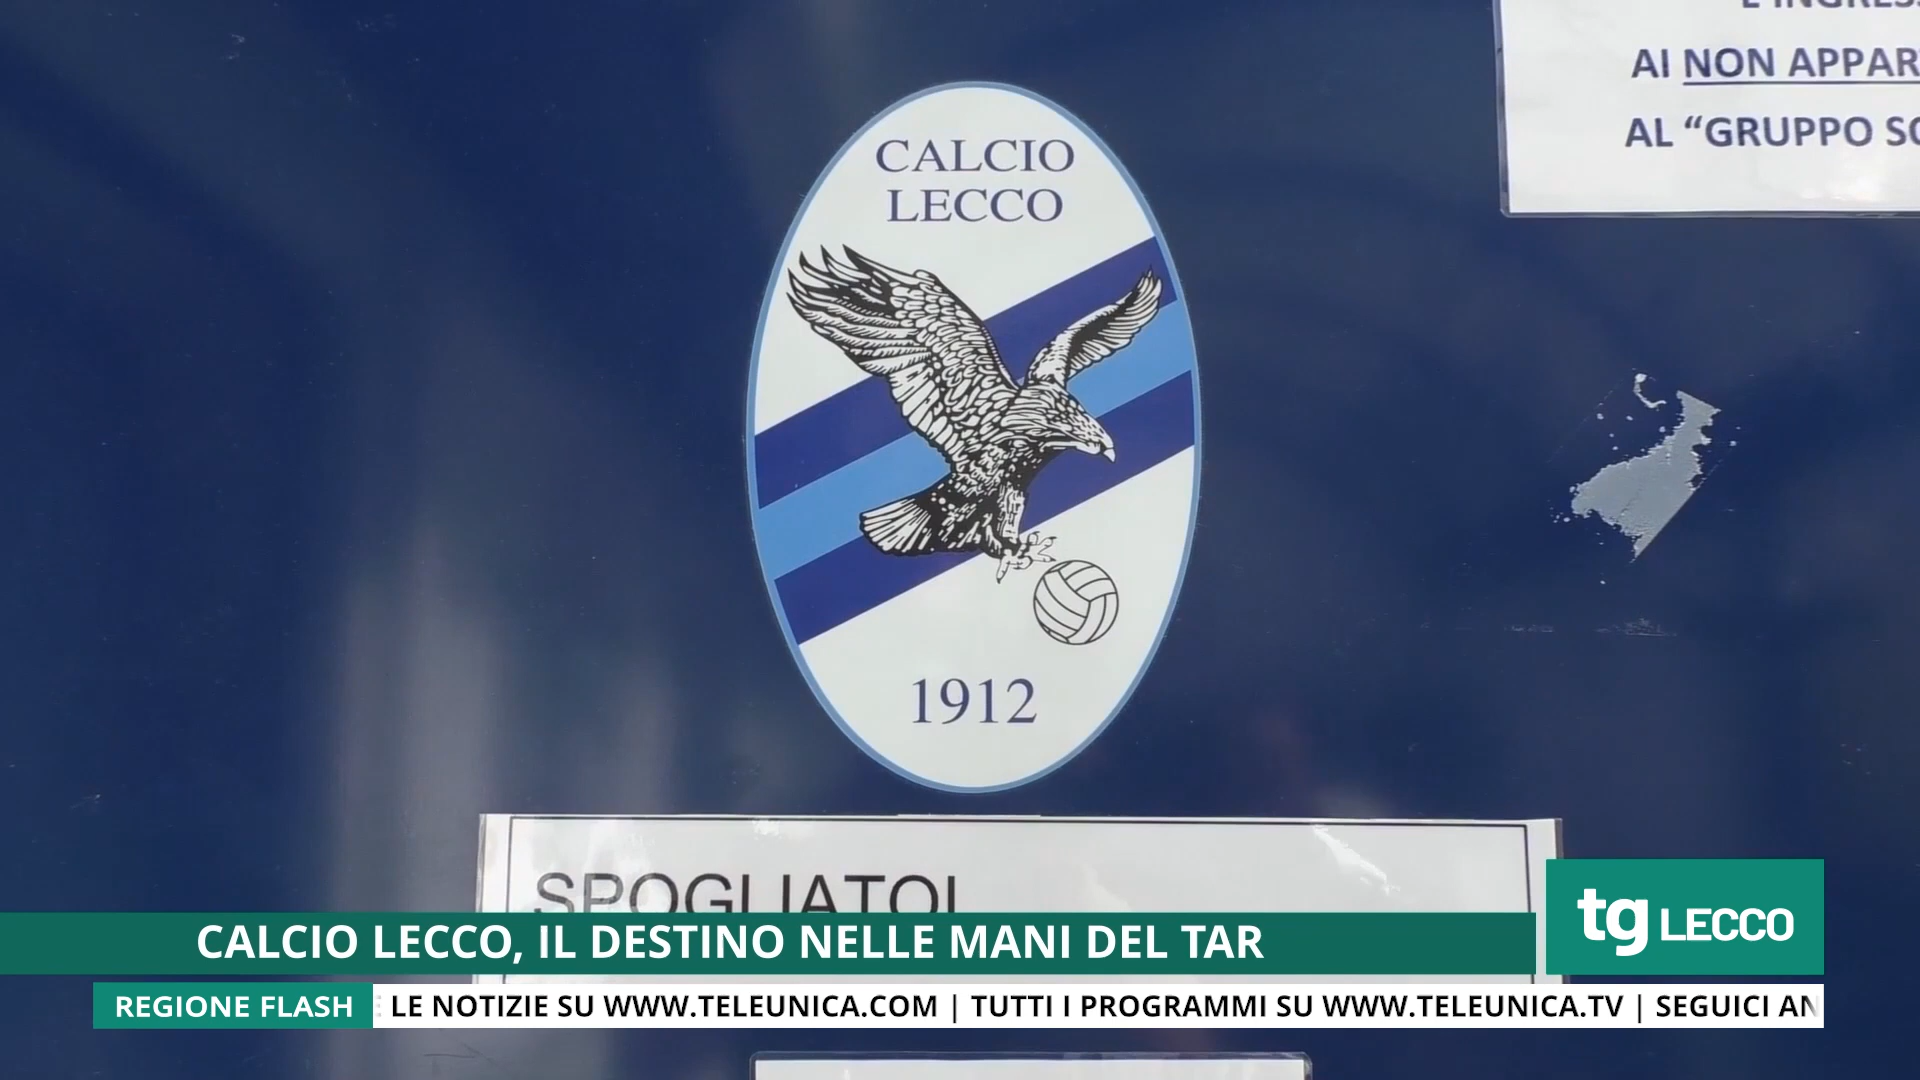 AI NON APPAR
AL “GRUPPO SO
CALCIO
LECCO
1912
SPOGLIATOI
CALCIO LECCO, IL DESTINO NELLE MANI DEL TAR
tg LECCO
REGIONE FLASH
LE NOTIZIE SU WWW.TELEUNICA.COM | TUTTI I PROGRAMMI SU WWW.TELEUNICA.TV | SEGUICI AN